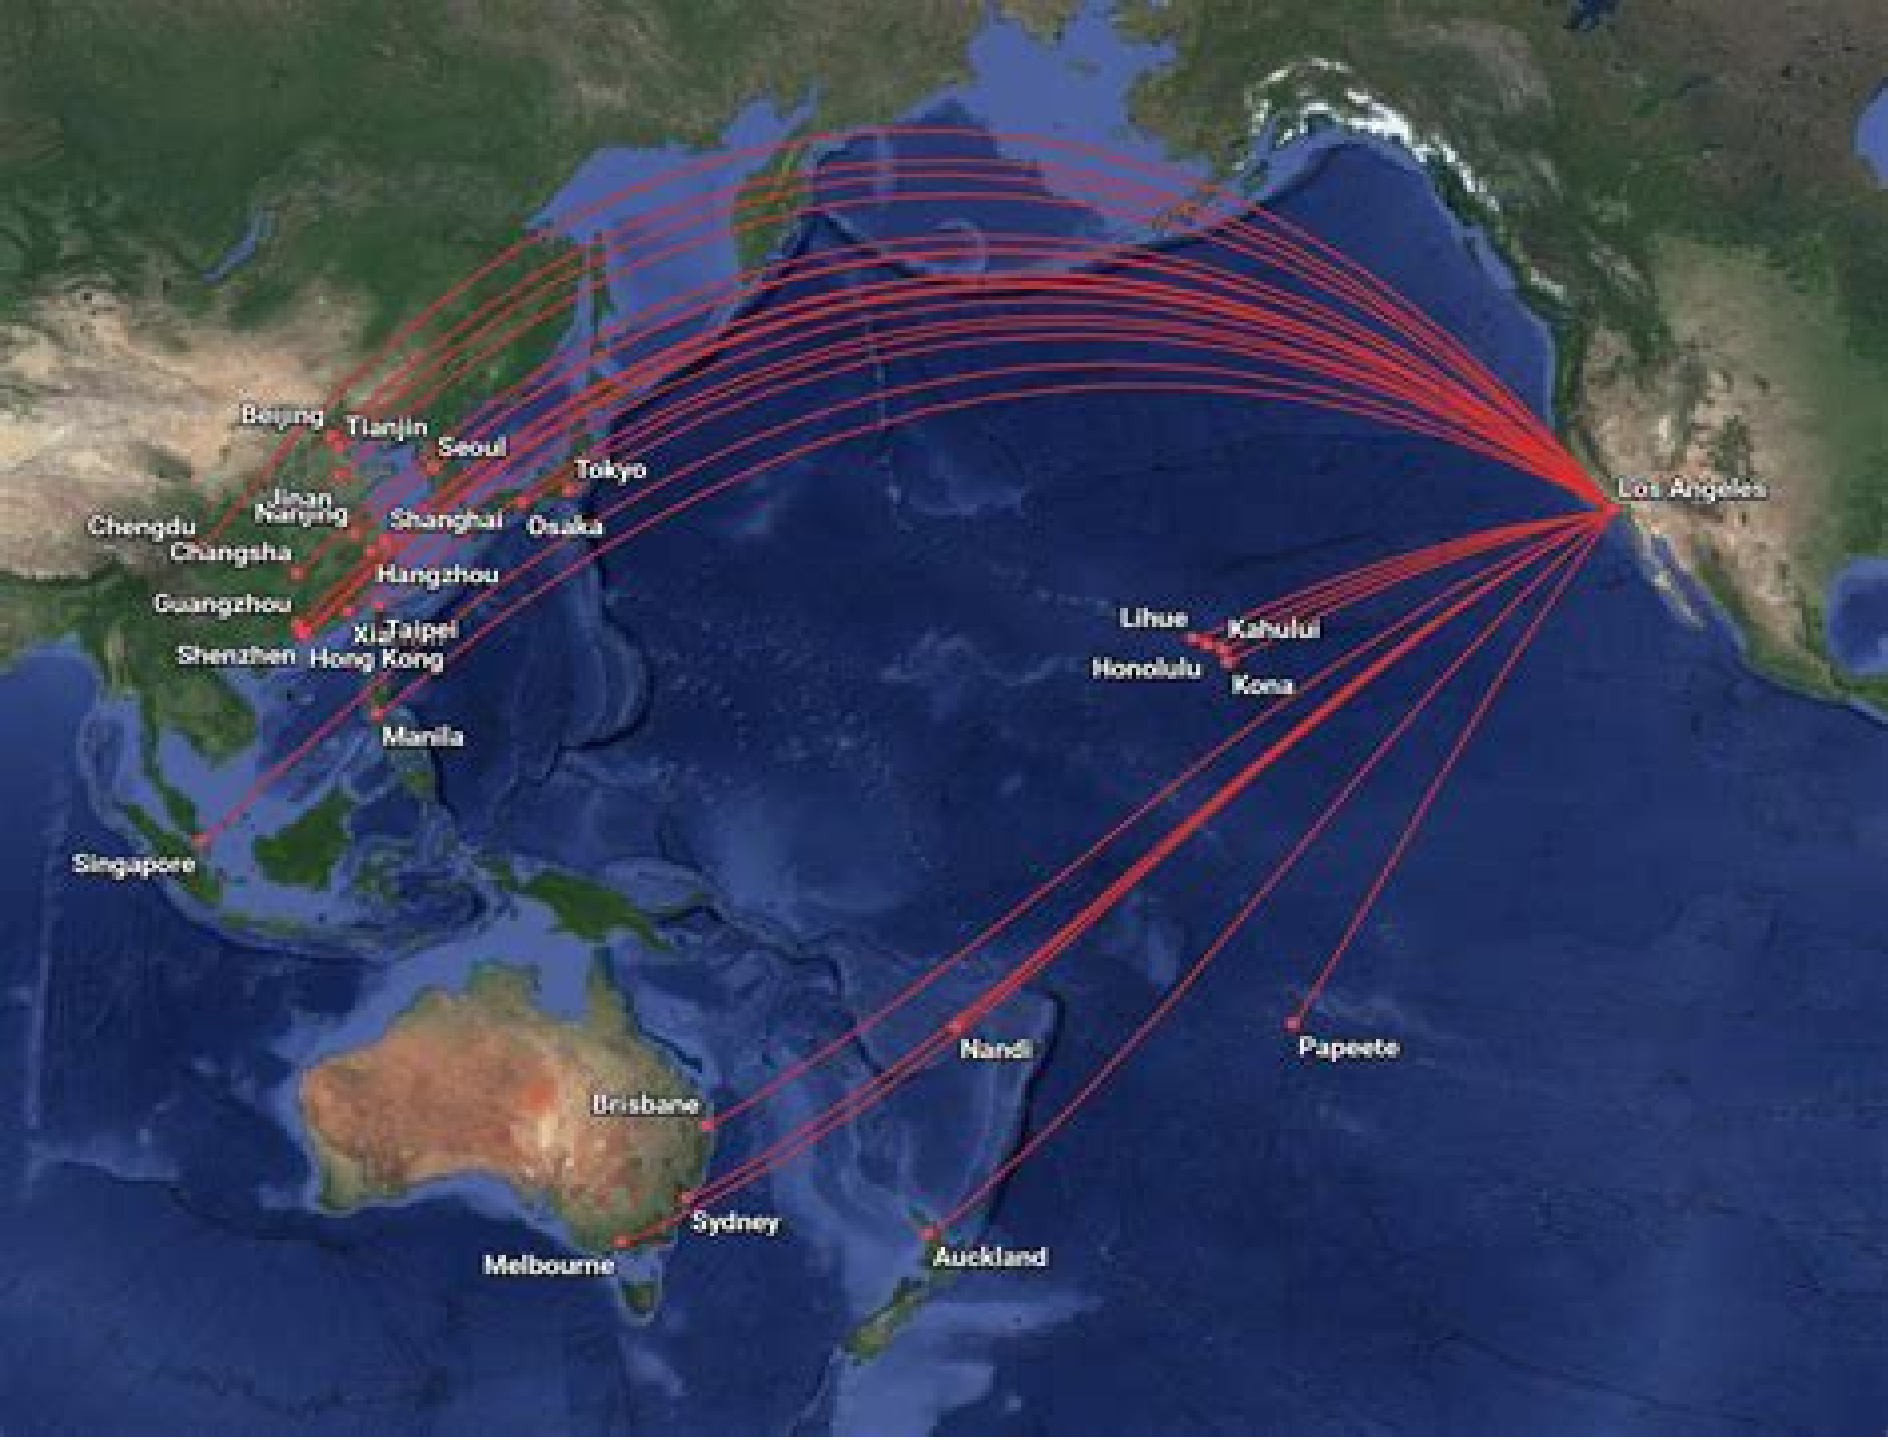 Beijing
Tianjin
Seoul
Tokyo
Los Angeles
Jinan
Nanjing
Chengdu
Shanghai
Osaka
Changsha
Hangzhou
Guangzhou
Lihue
Kahului
Taipei
Shenzhen
Hong Kong
Honolulu
Kona
Manila
Singapore
Nandi
Papeete
Brisbane
Sydney
Auckland
Melbourne